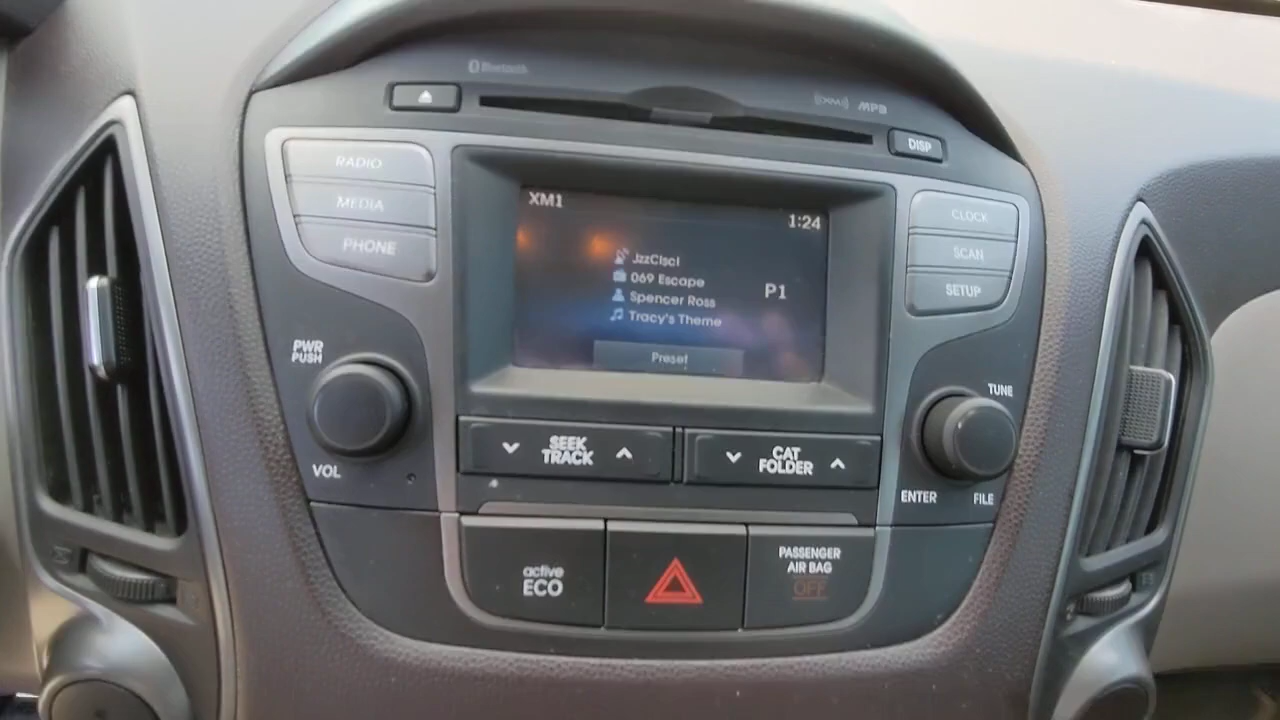 Bluetooth
((XM)) MP3
DISP
RADIO
MEDIA
PHONE
CLOCK
SCAN
SETUP
XM1
1:24
JzzClscl
069 Escape
Spencer Ross
Tracy's Theme
P1
Preset
PWR
PUSH
VOL
TUNE
ENTER
FILE
SEEK
TRACK
CAT
FOLDER
active
ECO
PASSENGER
AIR BAG
OFF